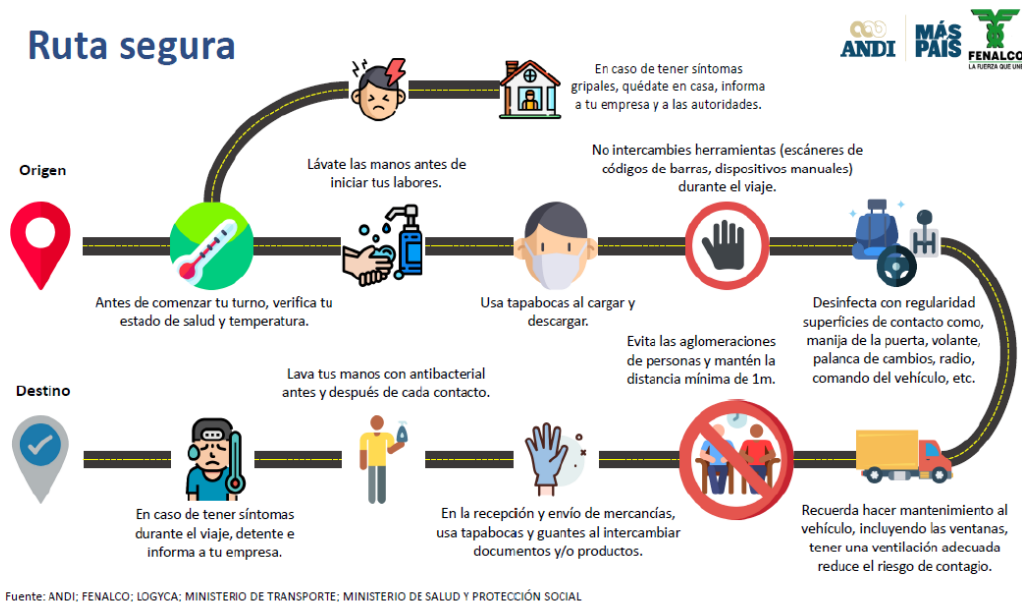 Ruta segura
ANDI
MÁS
PAÍS
FENALCO
LA FUERZA QUE UNE
En caso de tener síntomas
gripales, quédate en casa, informa
a tu empresa y a las autoridades.
Origen
Lávate las manos antes de
iniciar tus labores.
No intercambies herramientas (escáneres de
códigos de barras, dispositivos manuales)
durante el viaje.
Antes de comenzar tu turno, verifica tu
estado de salud y temperatura.
Usa tapabocas al cargar y
descargar.
Desinfecta con regularidad
superficies de contacto como,
manija de la puerta, volante,
palanca de cambios, radio,
comando del vehículo, etc.
Evita las aglomeraciones
de personas y mantén la
distancia mínima de 1m.
Lava tus manos con antibacterial
antes y después de cada contacto.
Destino
En caso de tener síntomas
durante el viaje, detente e
informa a tu empresa.
En la recepción y envío de mercancías,
usa tapabocas y guantes al intercambiar
documentos y/o productos.
Recuerda hacer mantenimiento al
vehículo, incluyendo las ventanas,
tener una ventilación adecuada
reduce el riesgo de contagio.
Fuente: ANDI; FENALCO; LOGYCA; MINISTERIO DE TRANSPORTE; MINISTERIO DE SALUD Y PROTECCIÓN SOCIAL